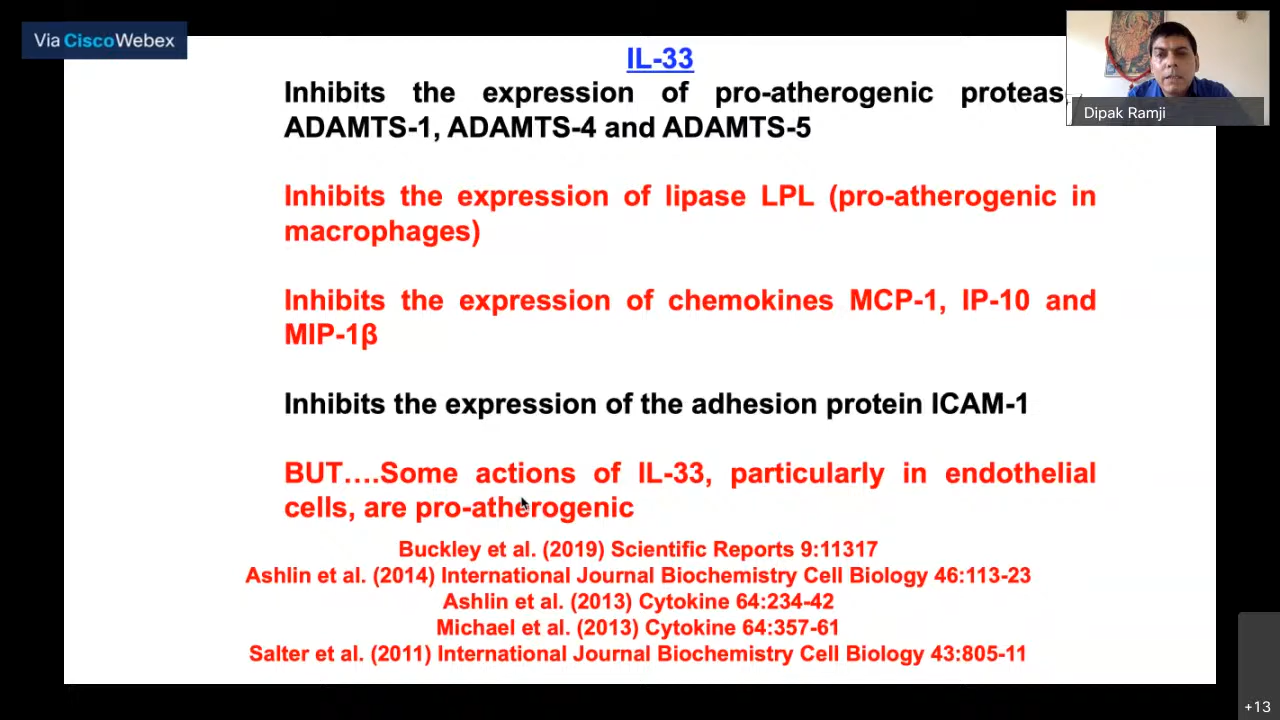 Via CiscoWebex
IL-33
Inhibits the expression of pro-atherogenic
ADAMTS-1, ADAMTS-4 and ADAMTS-5
Dipak Ramji
Inhibits the expression of lipase LPL (pro-atherogenic in
macrophages)
Inhibits the expression of chemokines MCP-1, IP-10 and
MIP-1β
Inhibits the expression of the adhesion protein ICAM-1
BUT….Some actions of IL-33, particularly in endothelial
cells, are pro-atherogenic
Buckley et al. (2019) Scientific Reports 9:11317
Ashlin et al. (2014) International Journal Biochemistry Cell Biology 46:113-23
Ashlin et al. (2013) Cytokine 64:234-42
Michael et al. (2013) Cytokine 64:357-61
Salter et al. (2011) International Journal Biochemistry Cell Biology 43:805-11
+13